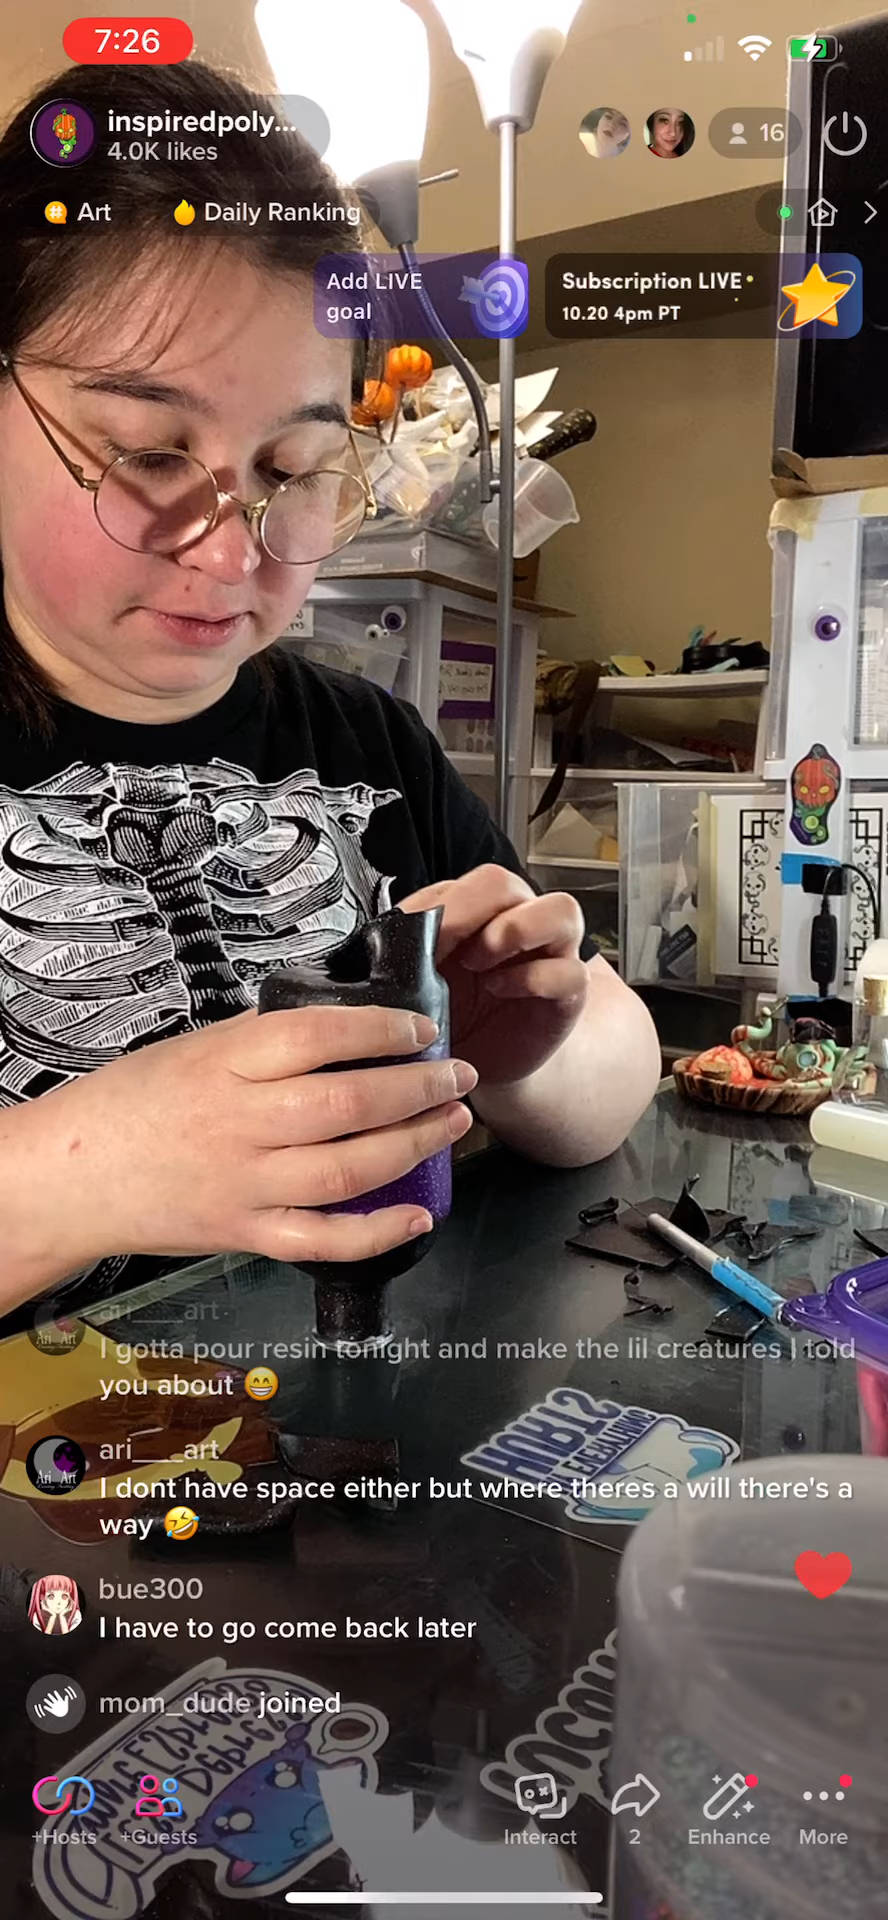 7:26
inspiredpoly...
4.0K likes
16
Art
Daily Ranking
Add LIVE
goal
Subscription LIVE
10.20 4pm PT
ari___art
I gotta pour resin tonight and make the lil creatures I told
you about 😁
ari___art
I dont have space either but where theres a will there's a
way 🤣
bue300
I have to go come back later
mom_dude joined
+Hosts
+Guests
Interact
2
Enhance
More